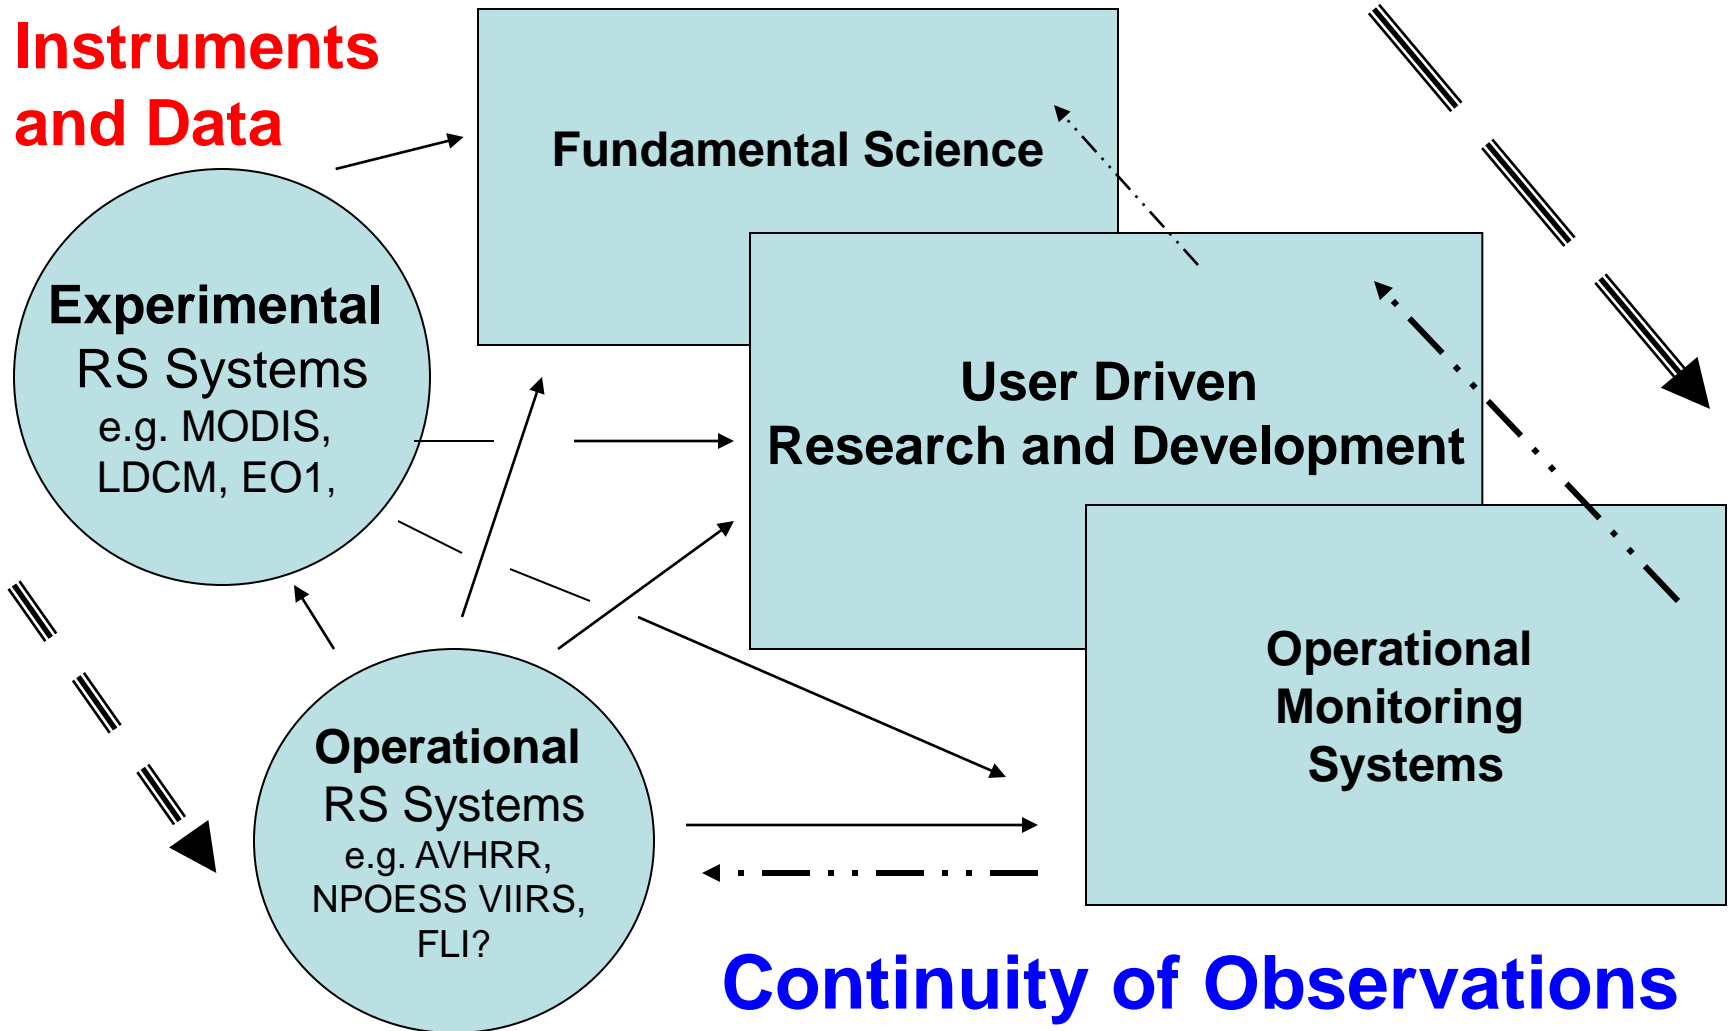 Instruments
and Data
Fundamental Science
Experimental
RS Systems
e.g. MODIS,
LDCM, EO1,
User Driven
Research and Development
Operational
Monitoring
Systems
Operational
RS Systems
e.g. AVHRR,
NPOESS VIIRS,
FLI?
Continuity of Observations